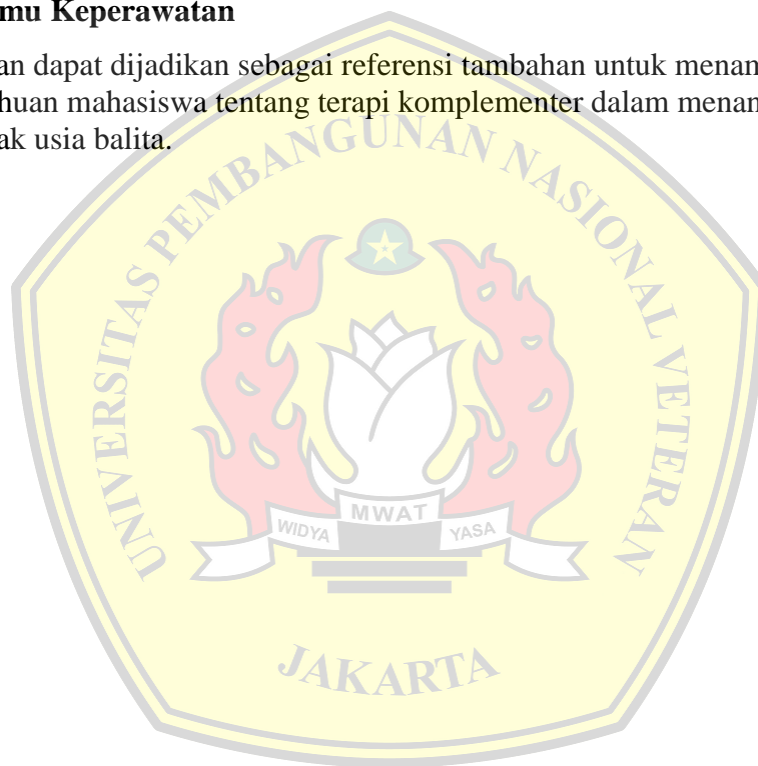 mu Keperawatan
an dapat dijadikan sebagai referensi tambahan untuk menam
huan mahasiswa tentang terapi komplementer dalam menan
ak usia balita.
UNIVERSITAS PEMBANGUNAN NASIONAL VETERAN
WIDYA MWAT YASA
JAKARTA